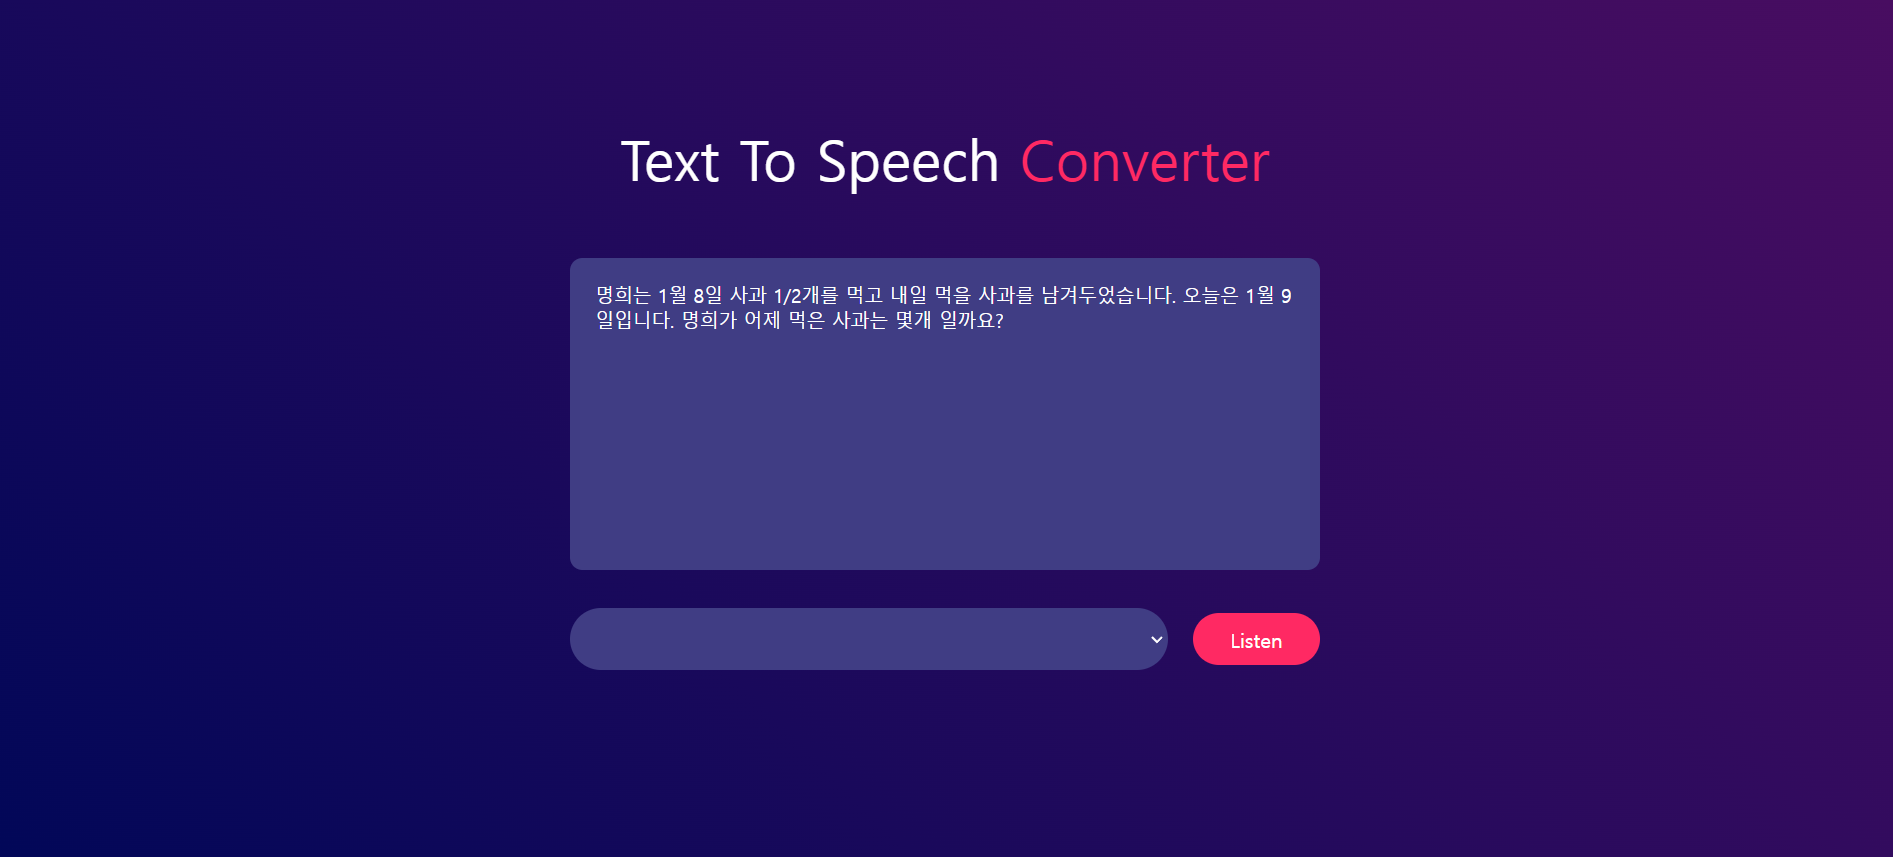 Text To Speech Converter
명희는 1월 8일 사과 1/2개를 먹고 내일 먹을 사과를 남겨두었습니다. 오늘은 1월 9
일입니다. 명희가 어제 먹은 사과는 몇개 일까요?
Listen